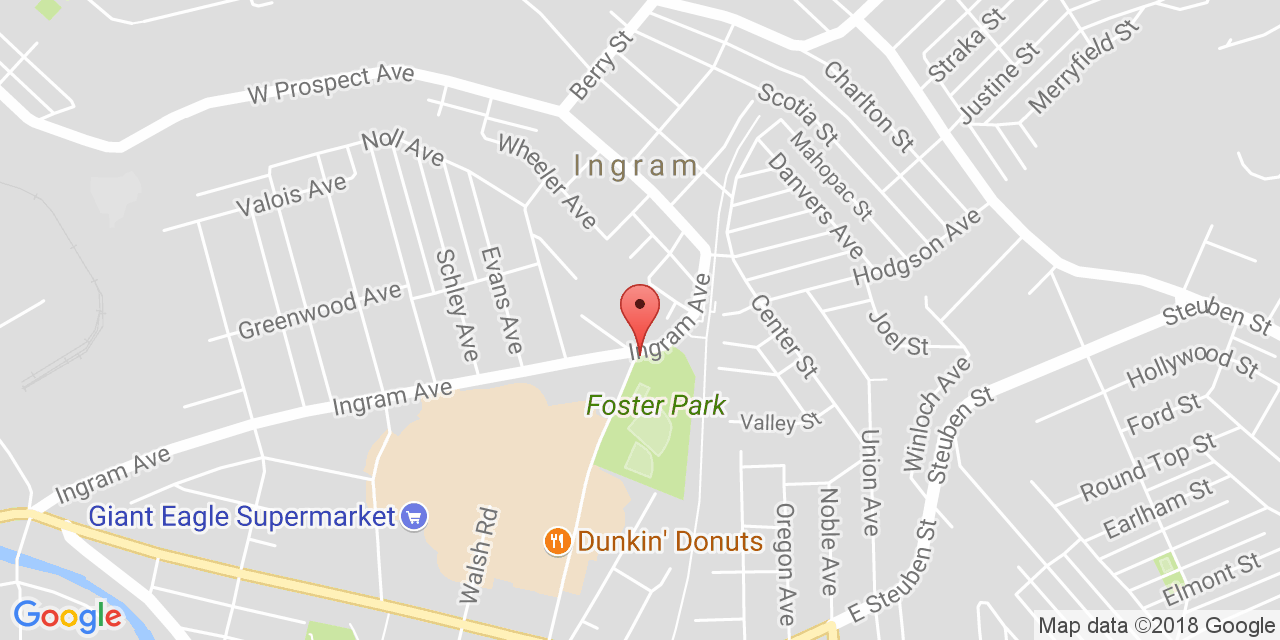 Straka St
Justine St
Merryfield St
Berry St
W Prospect Ave
Charlton St
Scotia St
Noll Ave
Wheeler Ave
Ingram
Mahopac St
Danvers Ave
Valois Ave
Hodgson Ave
Schley Ave
Evans Ave
Greenwood Ave
Ingram Ave
Center St
Joel St
Steuben St
Hollywood St
Ingram Ave
Foster Park
Winloch Ave
Steuben St
Ford St
Valley St
Ingram Ave
Union Ave
Round Top St
Earlham St
Giant Eagle Supermarket
Walsh Rd
Dunkin' Donuts
Oregon Ave
Noble Ave
E Steuben St
Elmont St
Google
Map data ©2018 Google